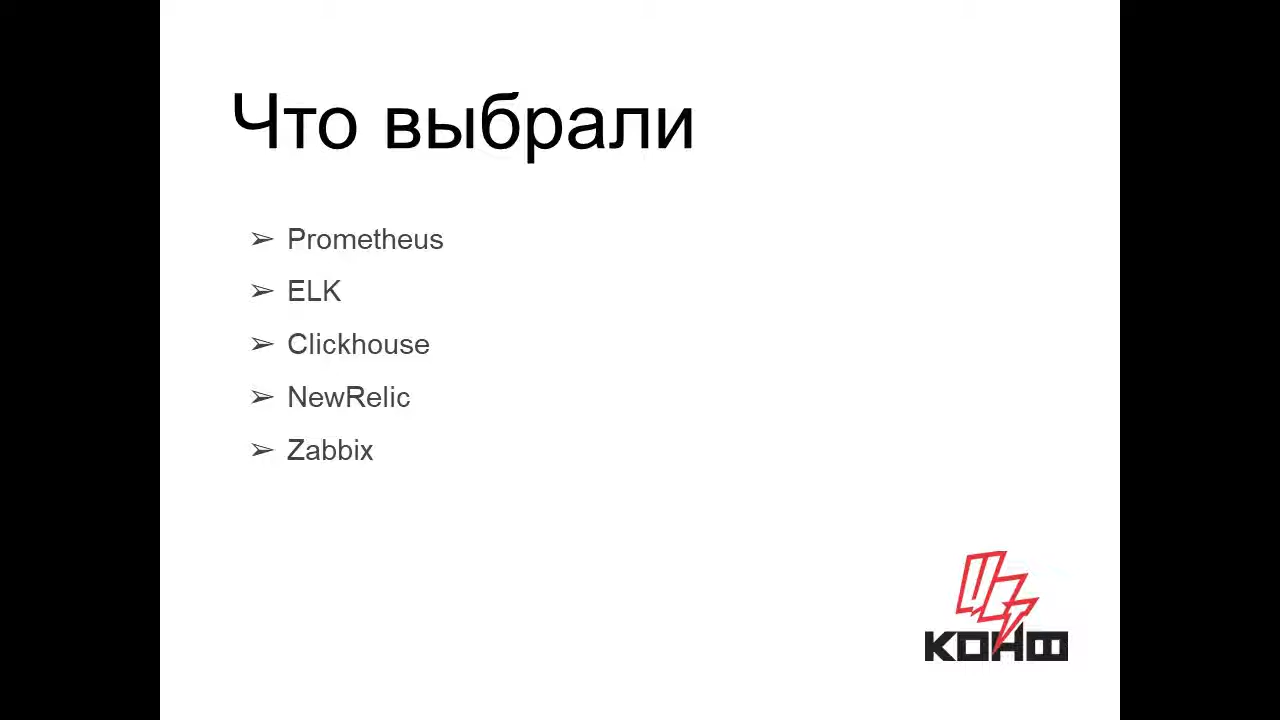 Что выбрали
➢ Prometheus
➢ ELK
➢ Clickhouse
➢ NewRelic
➢ Zabbix
КОНФ